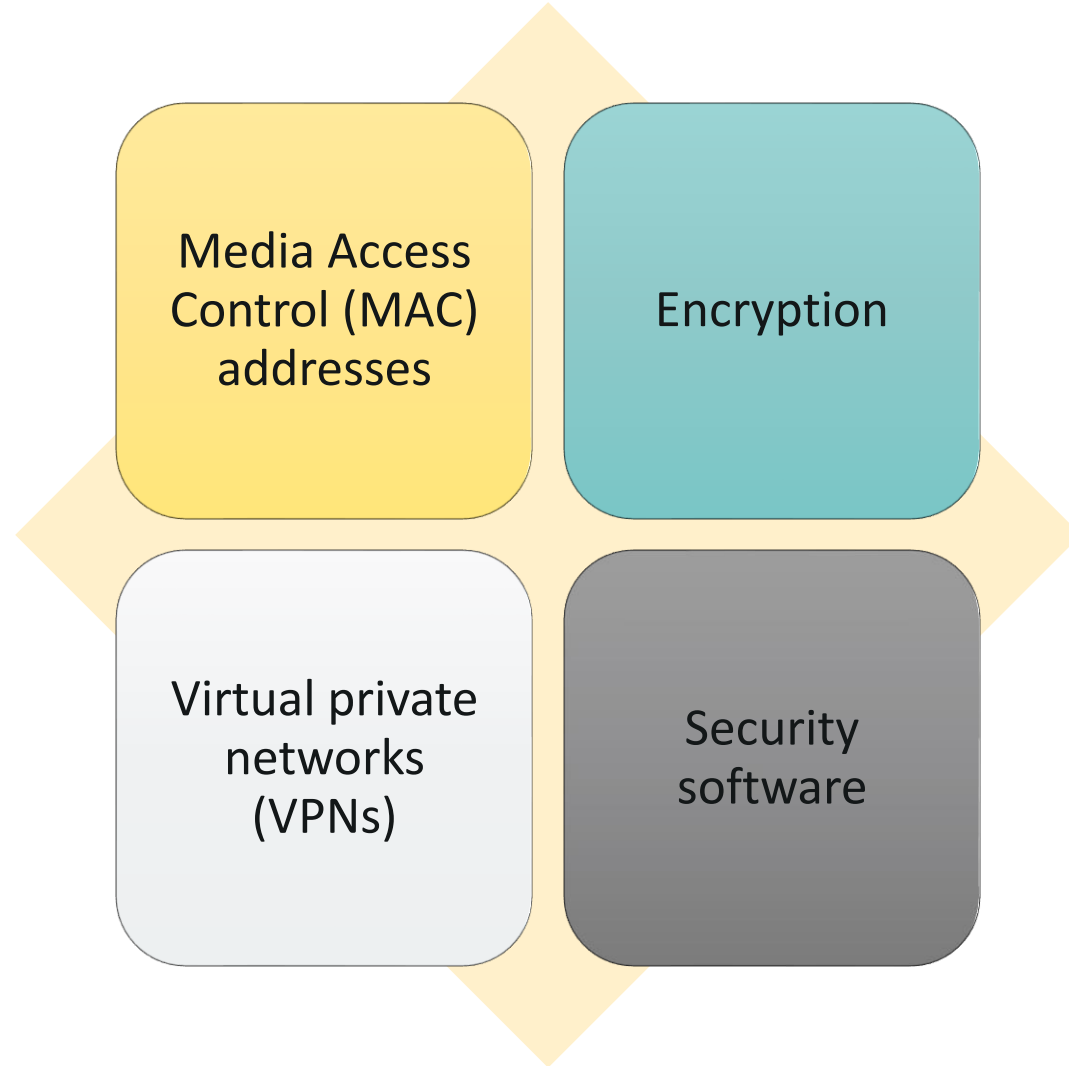 Media Access
Control (MAC)
addresses
Encryption
Virtual private
networks
(VPNs)
Security
software